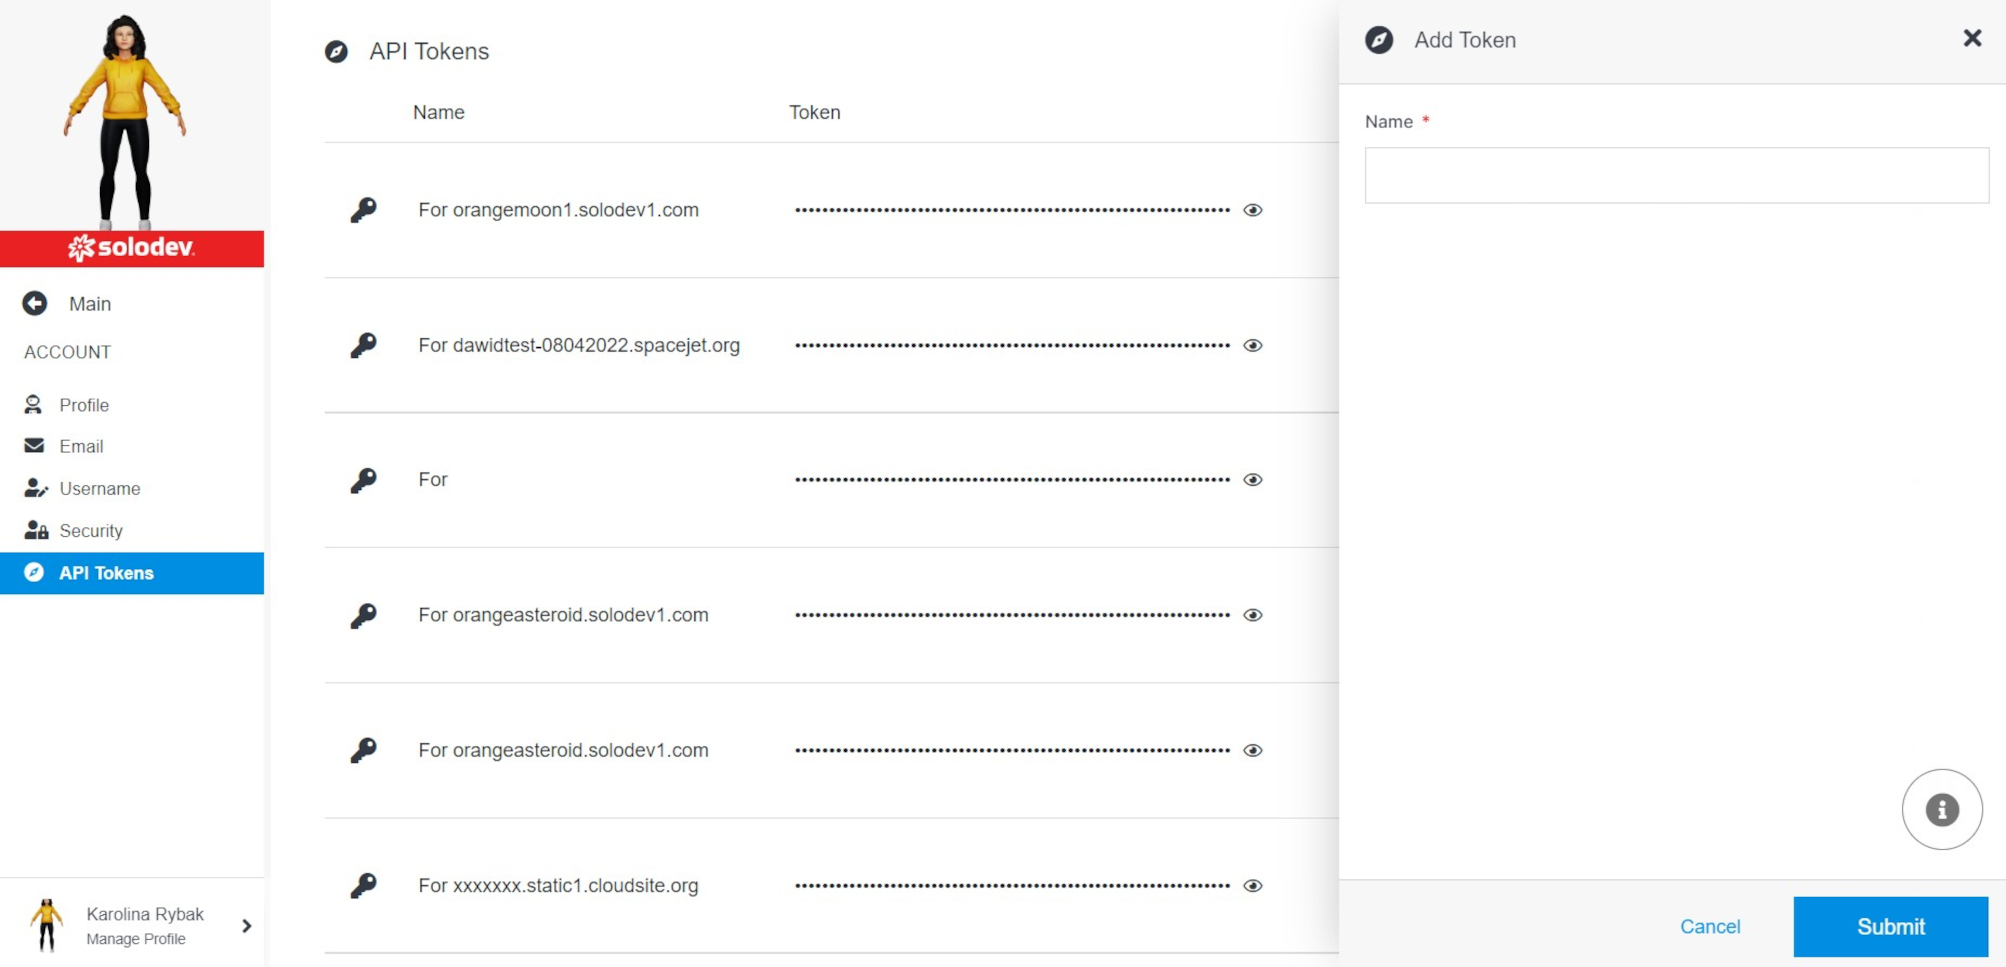 solodev
Main
ACCOUNT
Profile
Email
Username
Security
API Tokens
Karolina Rybak
Manage Profile
API Tokens
Name Token
For orangemoon1.solodev1.com
For dawidtest-08042022.spacejet.org
For
For orangeasteroid.solodev1.com
For orangeasteroid.solodev1.com
For xxxxxxx.static1.cloudsite.org
Add Token
Name *
Cancel Submit